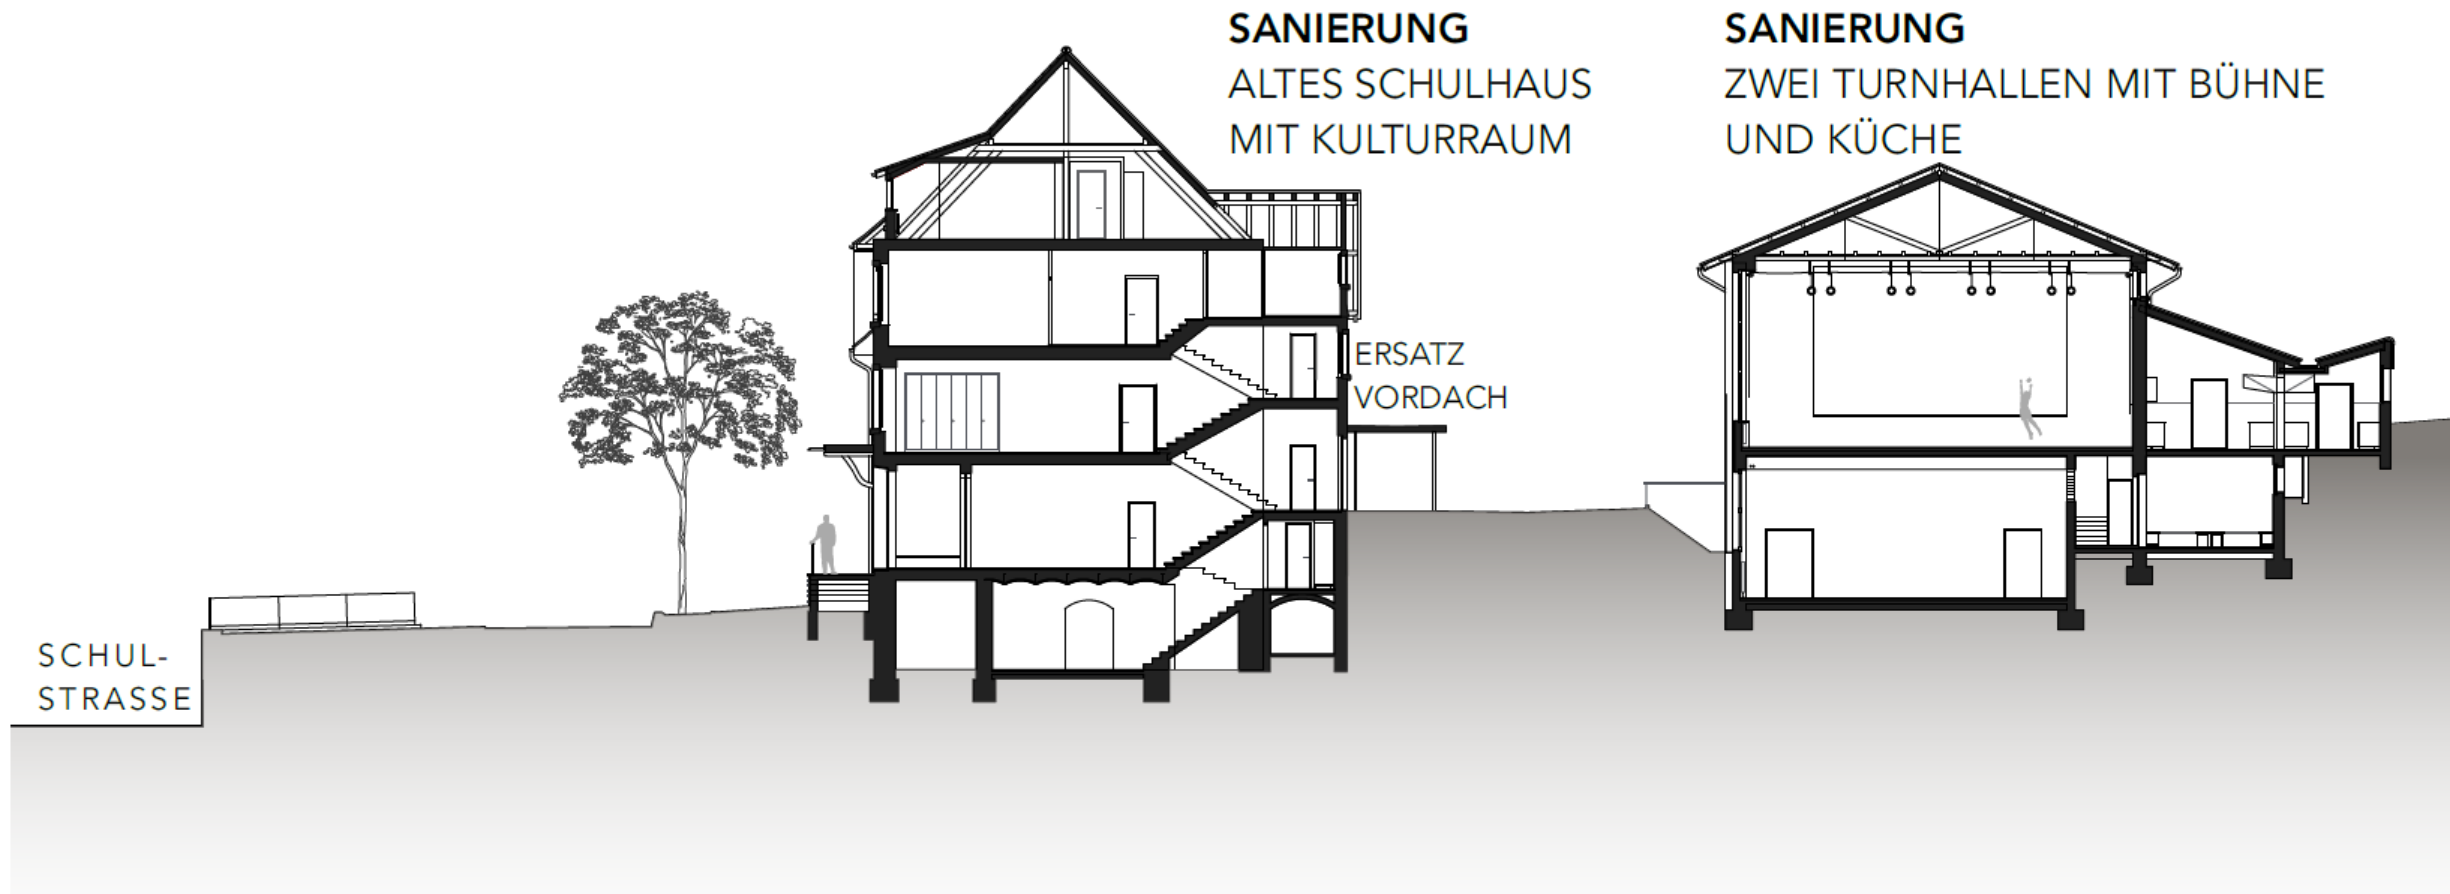 SANIERUNG
ALTES SCHULHAUS
MIT KULTURRAUM
SANIERUNG
ZWEI TURNHALLEN MIT BÜHNE
UND KÜCHE
ERSATZ
VORDACH
SCHUL-
STRASSE